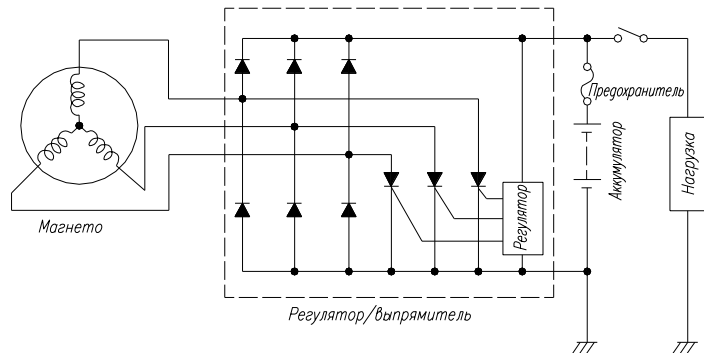 Предохранитель
Аккумулятор
Нагрузка
Регулятор
Магнето
Регулятор/выпрямитель